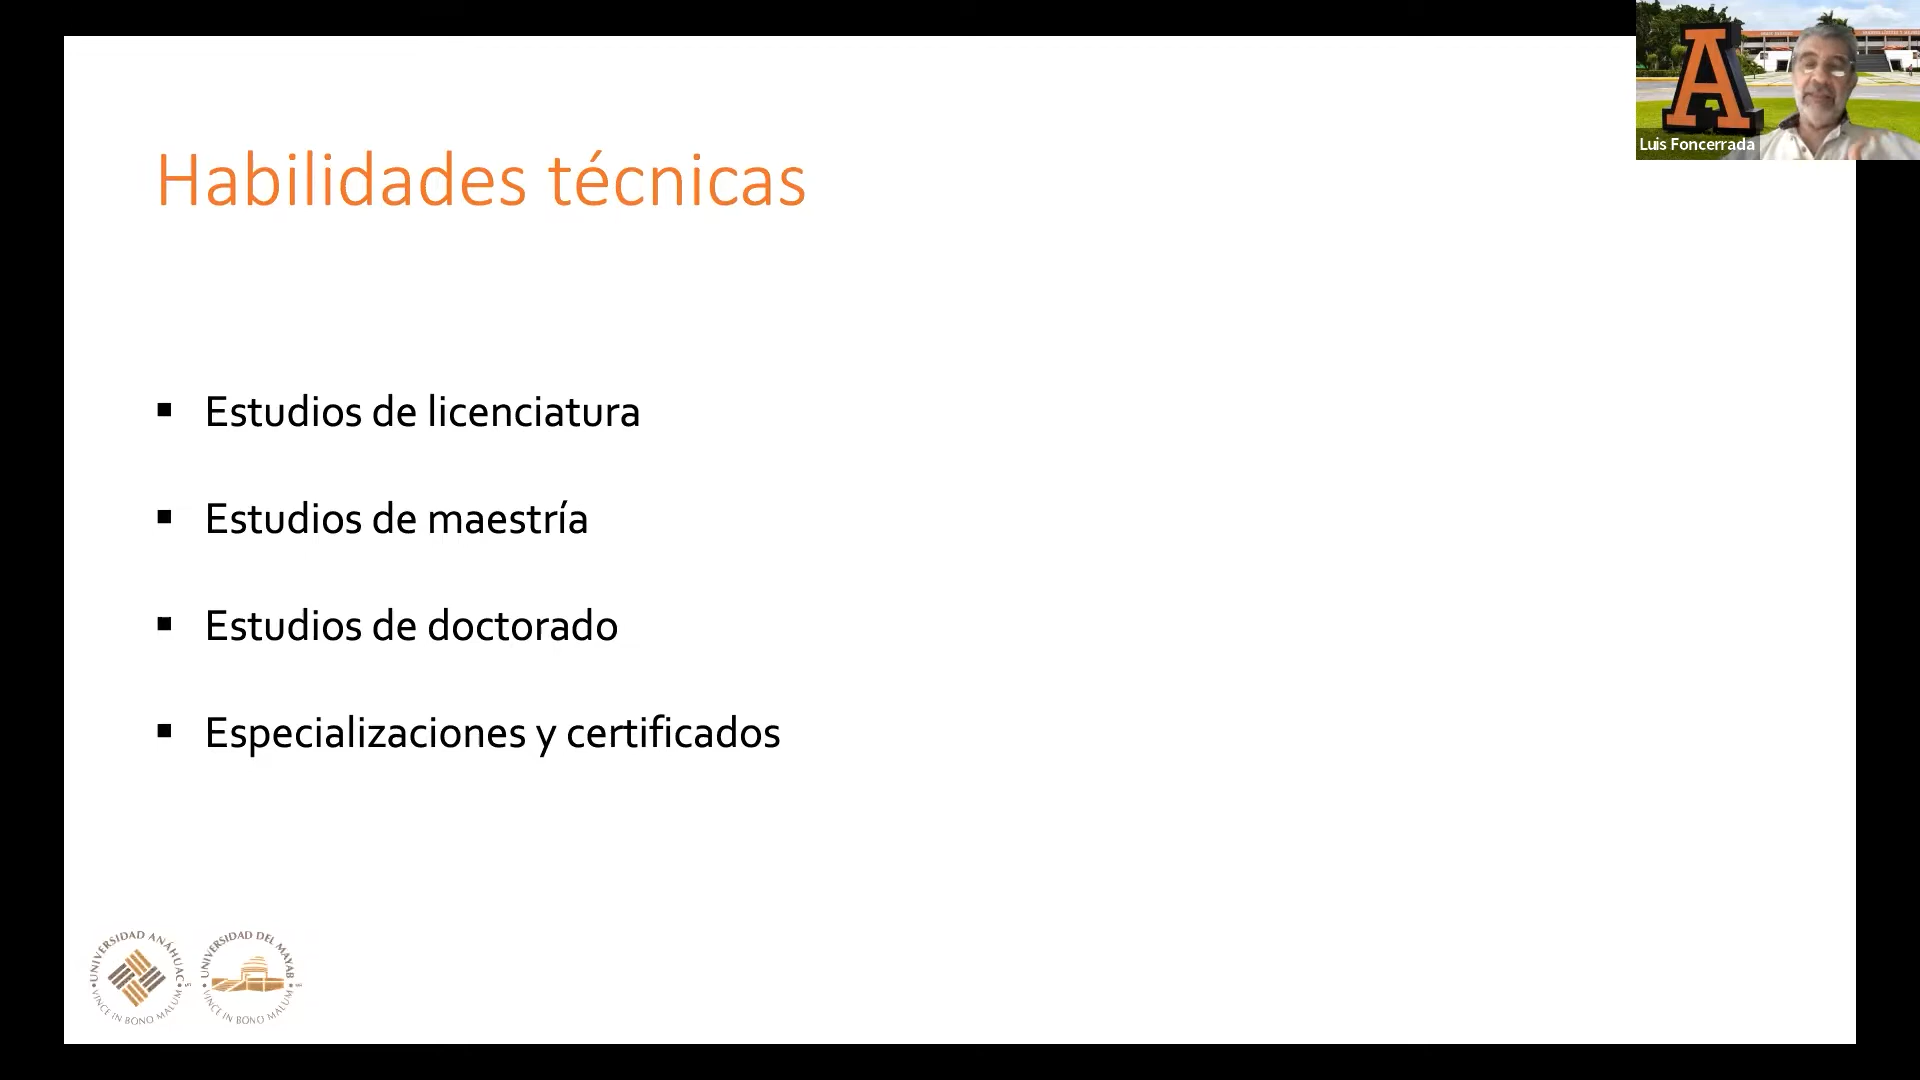 Luis Foncerrada
Habilidades técnicas
Estudios de licenciatura
Estudios de maestría
Estudios de doctorado
Especializaciones y certificados
UNIVERSIDAD ANÁHUAC
VINCE IN BONO MALUM
UNIVERSIDAD DEL MAYAB
VINCE IN BONO MALUM
A